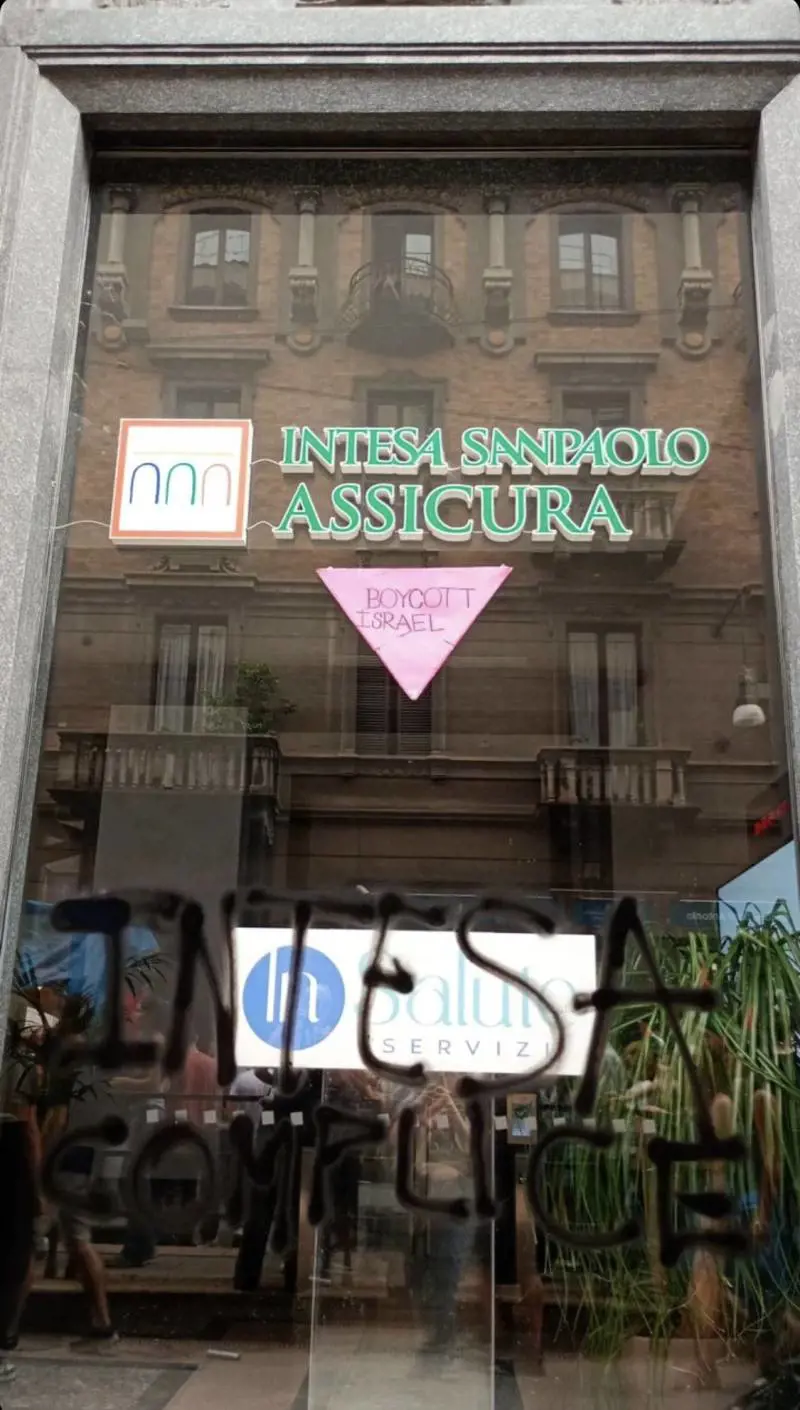 INTESA SANPAOLO
ASSICURA
BOYCOTT
ISRAEL
INTESA
In Salute
SERVIZI
COMPLICE